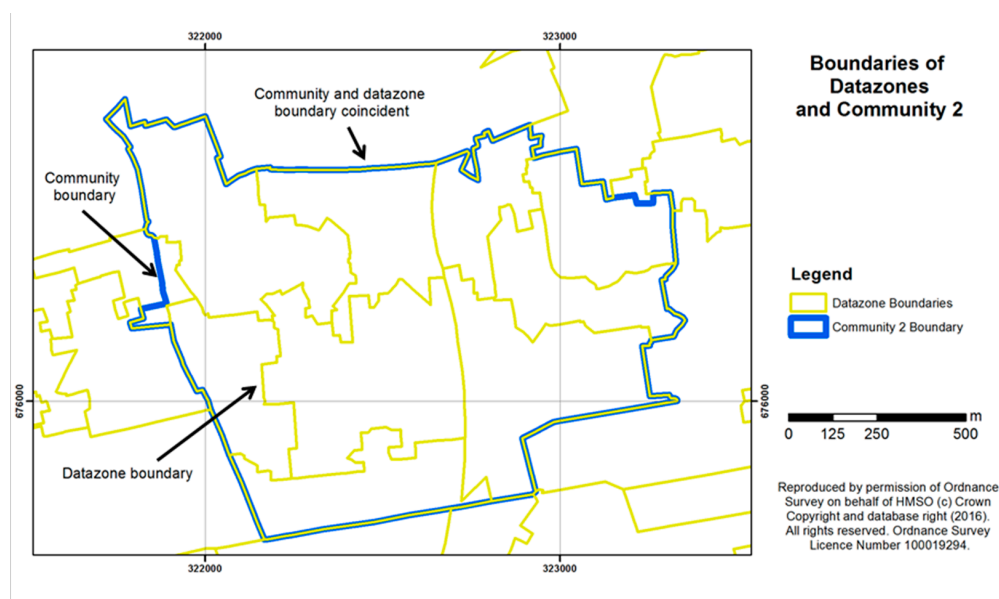 Boundaries of
Datazones
and Community 2
322000
323000
Community and datazone
boundary coincident
Community
boundary
Datazone boundary
676000
676000
322000
323000
Legend
Datazone Boundaries
Community 2 Boundary
m
0 125 250 500
Reproduced by permission of Ordnance
Survey on behalf of HMSO (c) Crown
Copyright and database right (2016).
All rights reserved. Ordnance Survey
Licence Number 100019294.